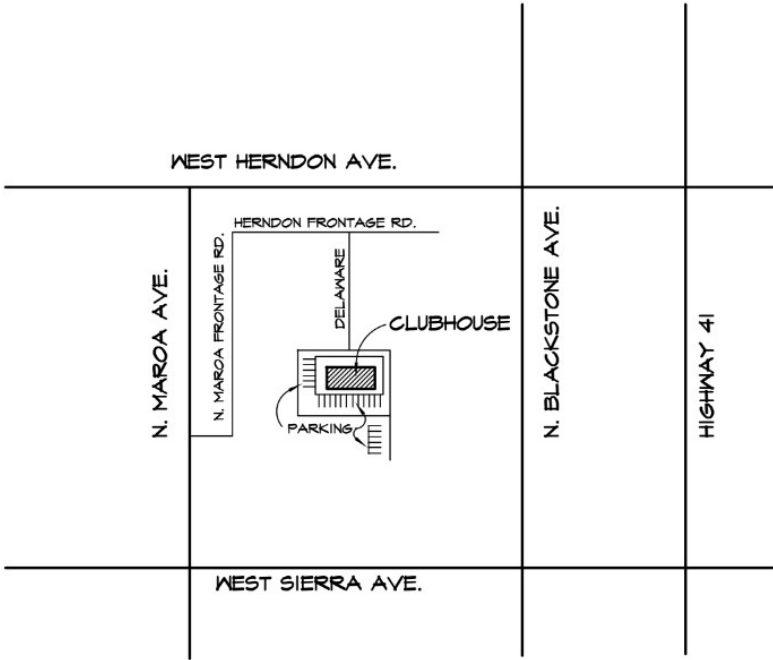 WEST HERNDON AVE.
HERNDON FRONTAGE RD.
N. MAROA AVE.
N. MAROA FRONTAGE RD.
DELAWARE
CLUBHOUSE
N. BLACKSTONE AVE.
HIGHWAY 41
PARKING
WEST SIERRA AVE.